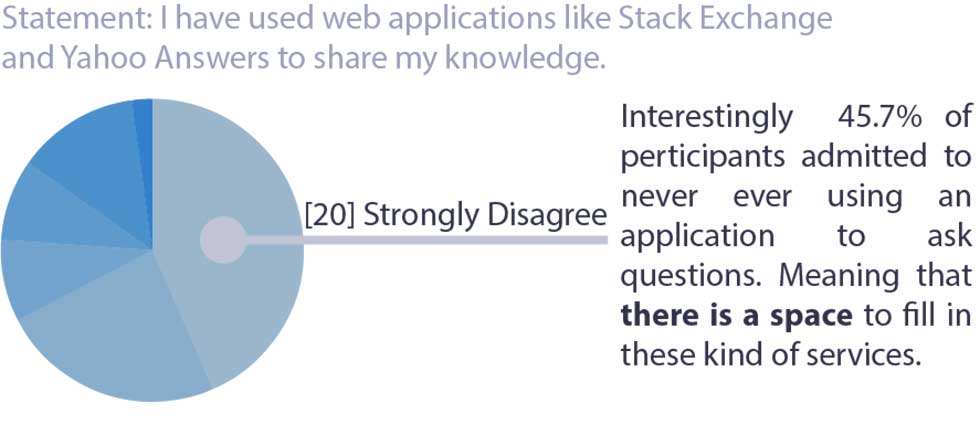 Statement: I have used web applications like Stack Exchange
and Yahoo Answers to share my knowledge.
[20] Strongly Disagree
Interestingly 45.7% of
perticipants admitted to
never ever using an
application to ask
questions. Meaning that
there is a space to fill in
these kind of services.